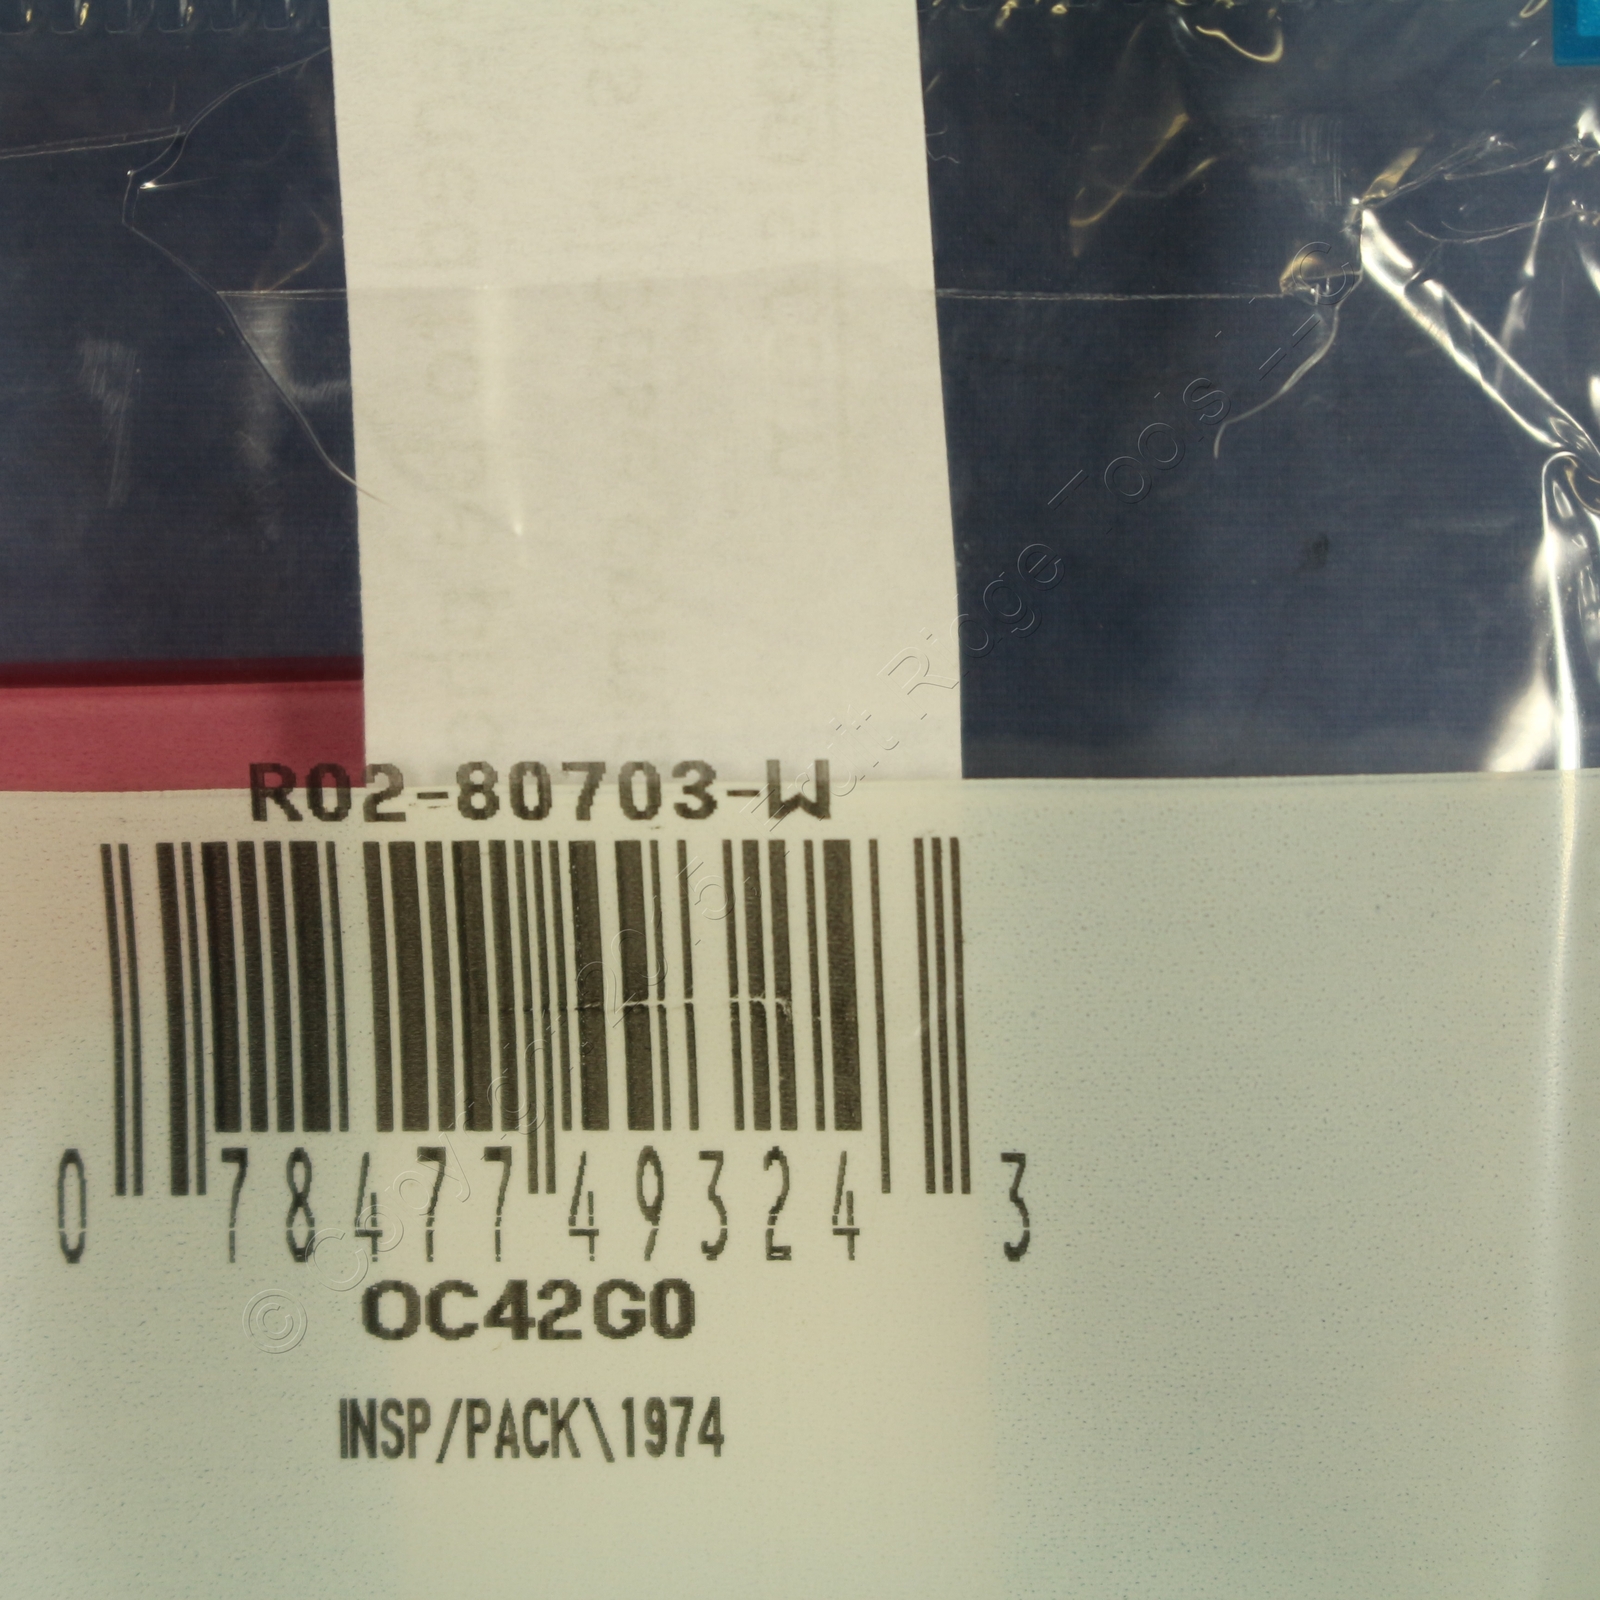 R02-80703-W
0 78477 49324 3
OC42G0
INSP/PACK\1974